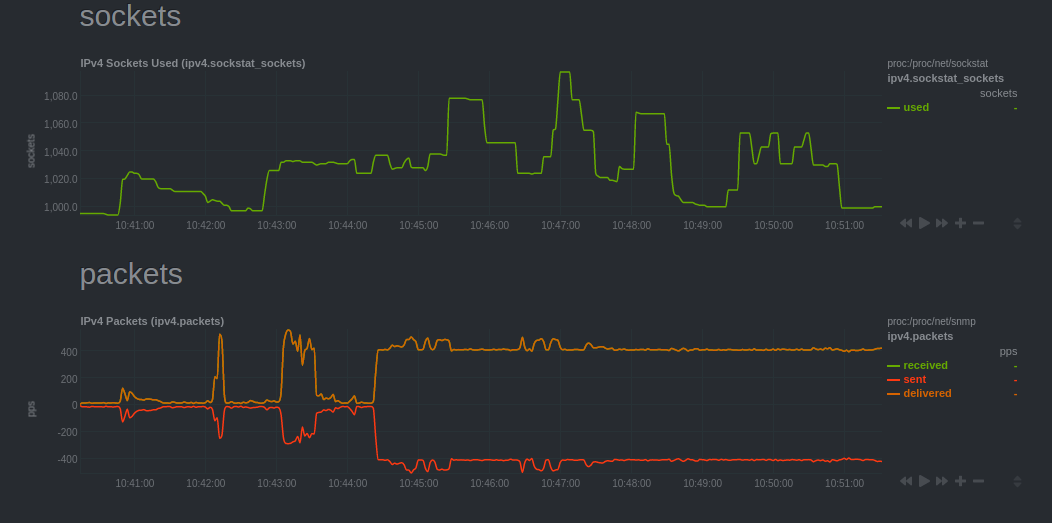 sockets
IPv4 Sockets Used (ipv4.sockstat_sockets)
proc:/proc/net/sockstat
ipv4.sockstat_sockets
sockets
used -
1,080.0
1,060.0
1,040.0
1,020.0
1,000.0
sockets
10:41:00 10:42:00 10:43:00 10:44:00 10:45:00 10:46:00 10:47:00 10:48:00 10:49:00 10:50:00 10:51:00
packets
IPv4 Packets (ipv4.packets)
proc:/proc/net/snmp
ipv4.packets
pps
received -
sent -
delivered -
400
200
0
-200
-400
pps
10:41:00 10:42:00 10:43:00 10:44:00 10:45:00 10:46:00 10:47:00 10:48:00 10:49:00 10:50:00 10:51:00